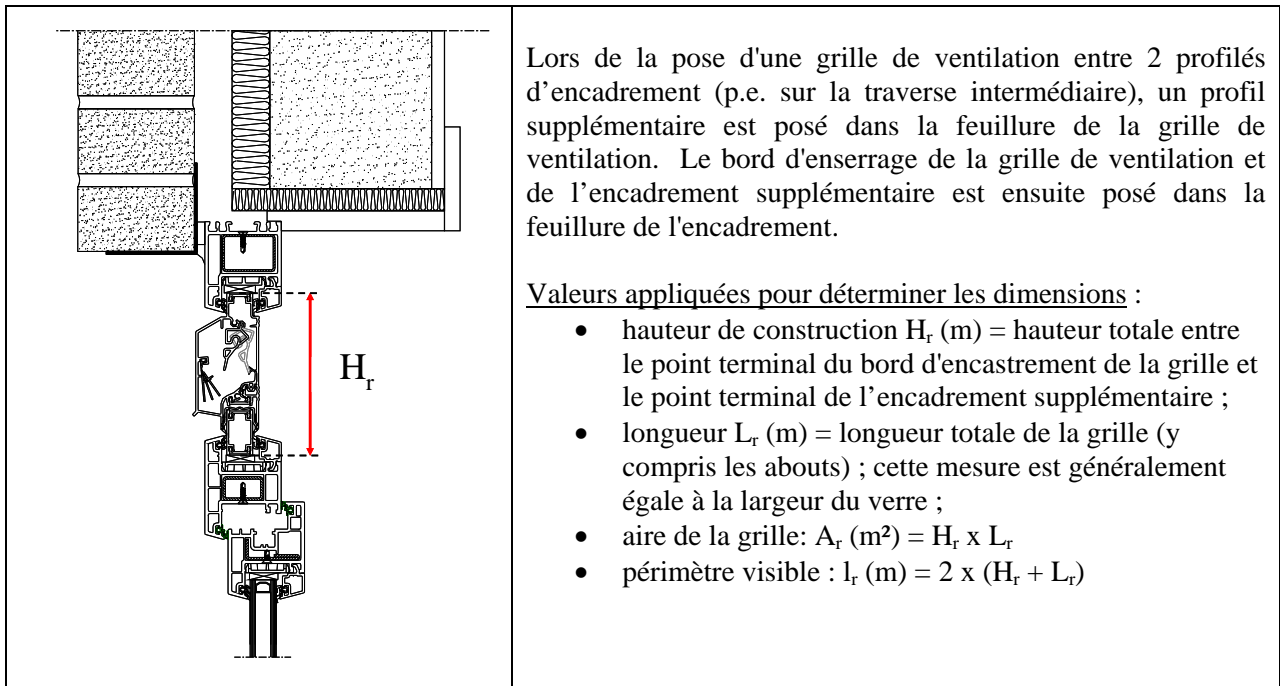 H_r
Lors de la pose d'une grille de ventilation entre 2 profilés
d’encadrement (p.e. sur la traverse intermédiaire), un profil
supplémentaire est posé dans la feuillure de la grille de
ventilation. Le bord d'enserrage de la grille de ventilation et
de l’encadrement supplémentaire est ensuite posé dans la
feuillure de l'encadrement.
Valeurs appliquées pour déterminer les dimensions :
• hauteur de construction H_r (m) = hauteur totale entre
le point terminal du bord d'encastrement de la grille et
le point terminal de l’encadrement supplémentaire ;
• longueur L_r (m) = longueur totale de la grille (y
compris les abouts) ; cette mesure est généralement
égale à la largeur du verre ;
• aire de la grille: A_r (m²) = H_r x L_r
• périmètre visible : l_r (m) = 2 x (H_r + L_r)